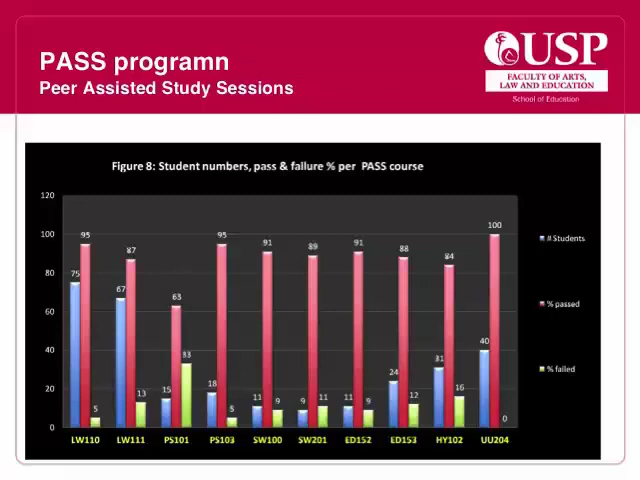 PASS programn
Peer Assisted Study Sessions
USP
FACULTY OF ARTS,
LAW AND EDUCATION
School of Education
Figure 8: Student numbers, pass & failure % per PASS course
120
100
80
60
40
20
0
75 95 5
67 87 13
15 63 33
18 95 5
11 91 9
9 89 11
11 91 9
24 88 12
31 84 16
40 100 0
LW110 LW111 PS101 PS103 SW100 SW201 ED152 ED153 HY102 UU204
# Students
% passed
% failed